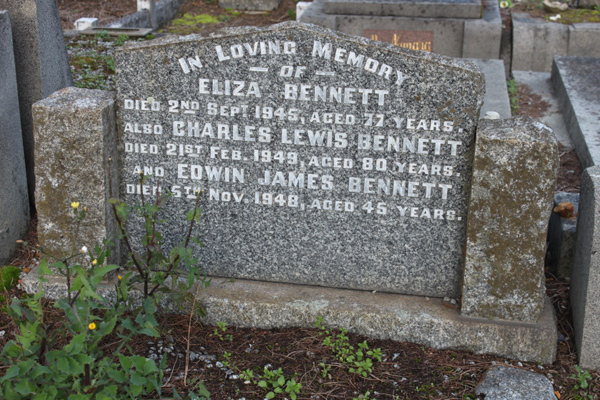 In Loving Memory
— OF —
ELIZA BENNETT
DIED 2ND SEPT 1945, AGED 77 YEARS.
ALSO CHARLES LEWIS BENNETT
DIED 21ST FEB. 1949, AGED 80 YEARS.
AND EDWIN JAMES BENNETT
DIED 5TH NOV. 1948, AGED 45 YEARS.